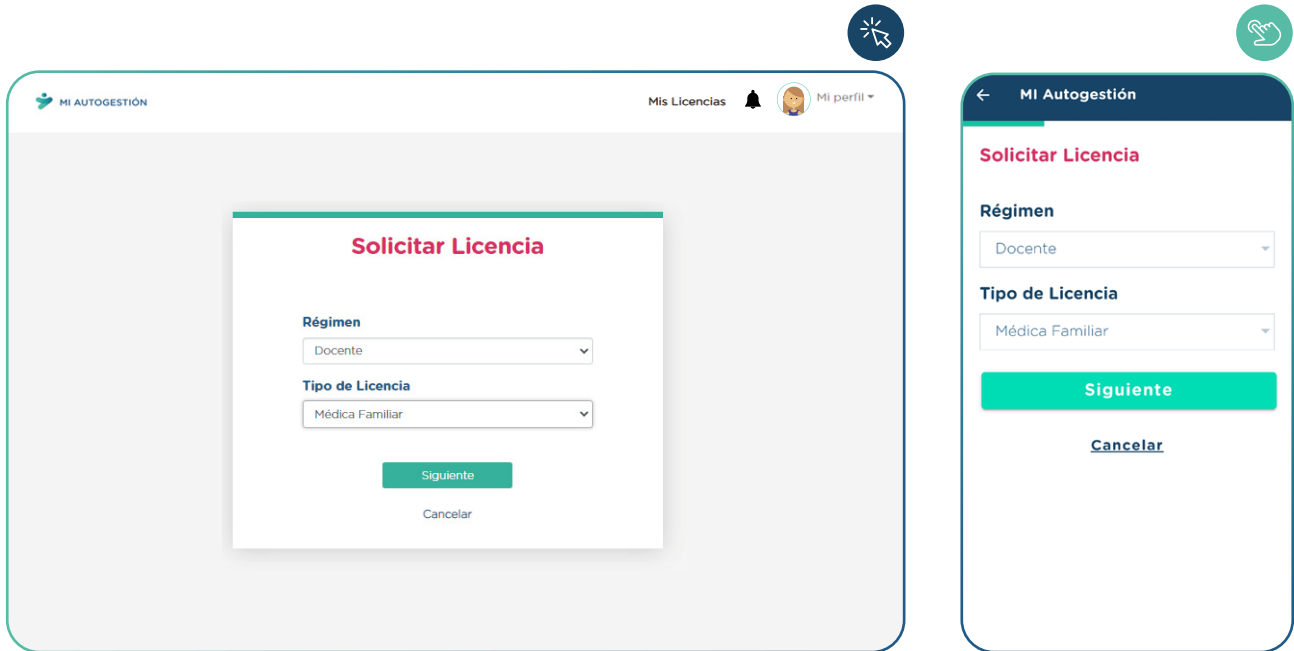 MI AUTOGESTIÓN
Mis Licencias
Mi perfil
Solicitar Licencia
Régimen
Docente
Tipo de Licencia
Médica Familiar
Siguiente
Cancelar
MI Autogestión
Solicitar Licencia
Régimen
Docente
Tipo de Licencia
Médica Familiar
Siguiente
Cancelar